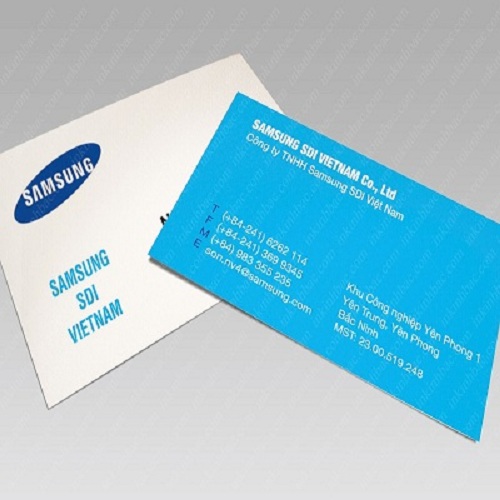 SAMSUNG
SAMSUNG
SDI
VIETNAM
SAMSUNG SDI VIETNAM Co., Ltd
Công ty TNHH Samsung SDI Việt Nam
T (+84-241) 6262 114
F (+84-241) 369 8345
M (+84) 983 355 235
E son.nv4@samsung.com
Khu Công nghiệp Yên Phong 1
Yên Trung, Yên Phong
Bắc Ninh
MST: 23.00.519.248